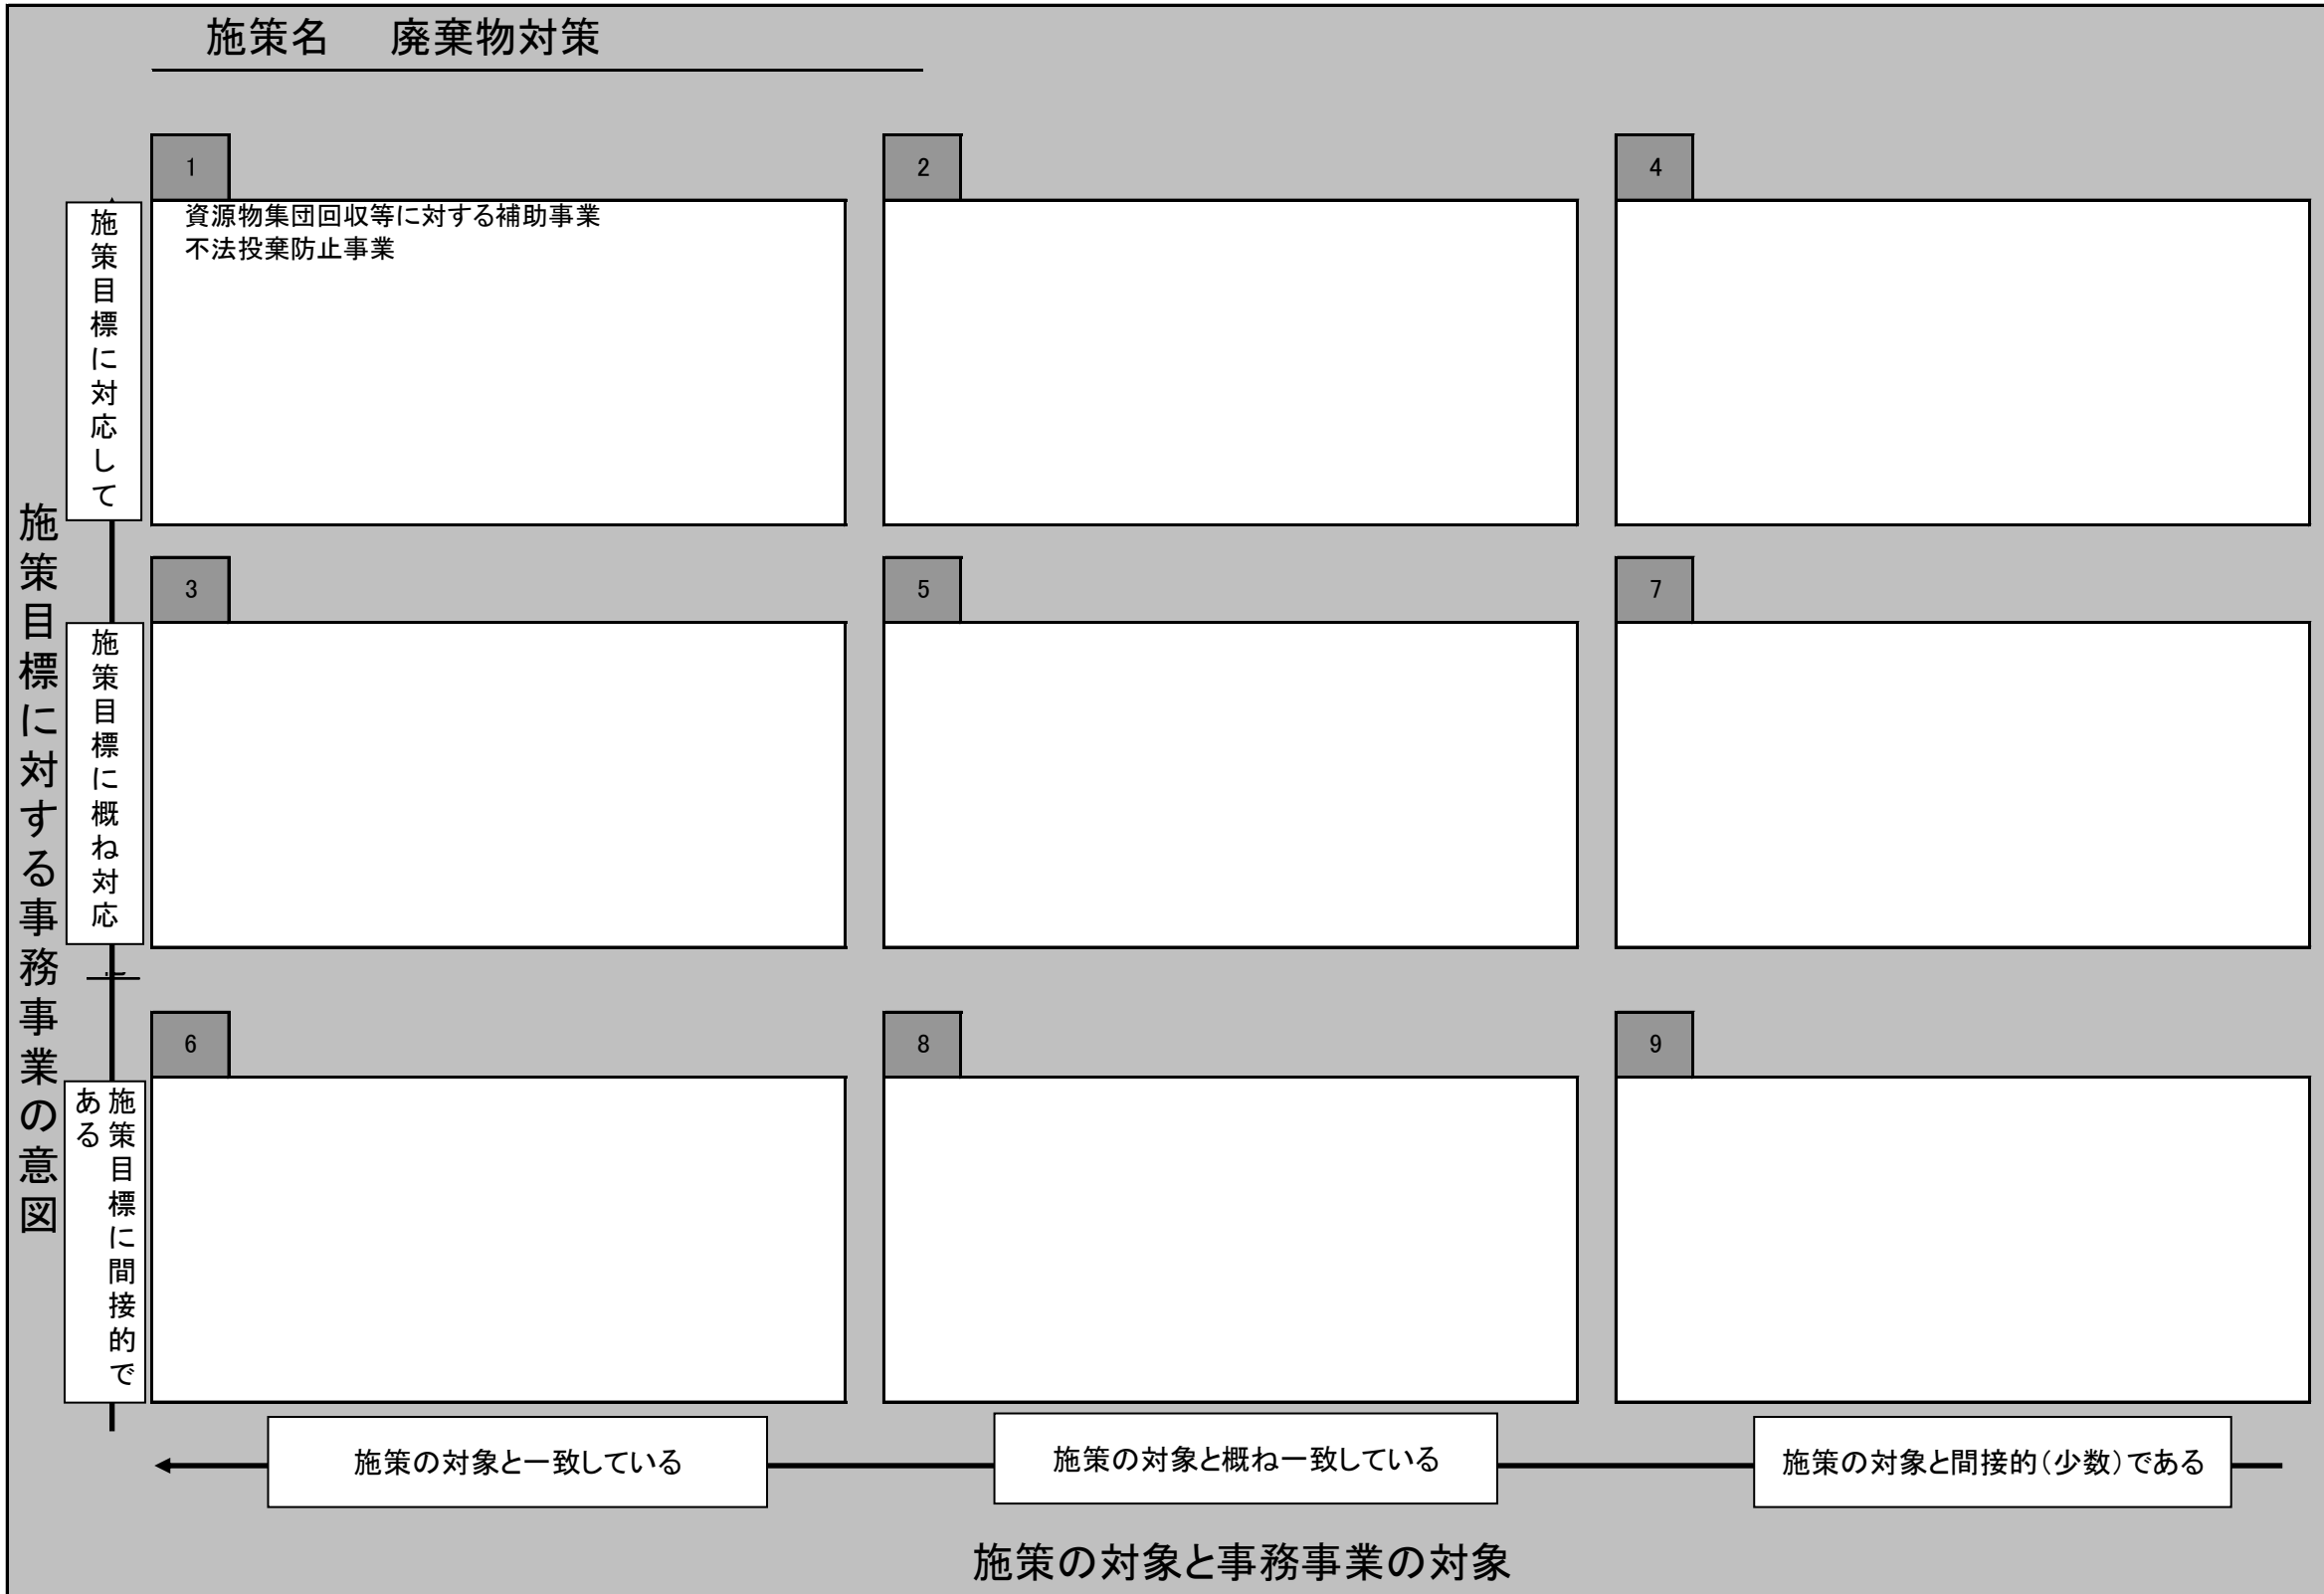 施策名　廃棄物対策
1
2
4
資源物集団回収等に対する補助事業
不法投棄防止事業
施策目標に対応して
3
5
7
施策目標に対する事務事業の意図
施策目標に概ね対応
6
8
9
施策目標に間接的で
ある
施策の対象と一致している
施策の対象と概ね一致している
施策の対象と間接的（少数）である
施策の対象と事務事業の対象